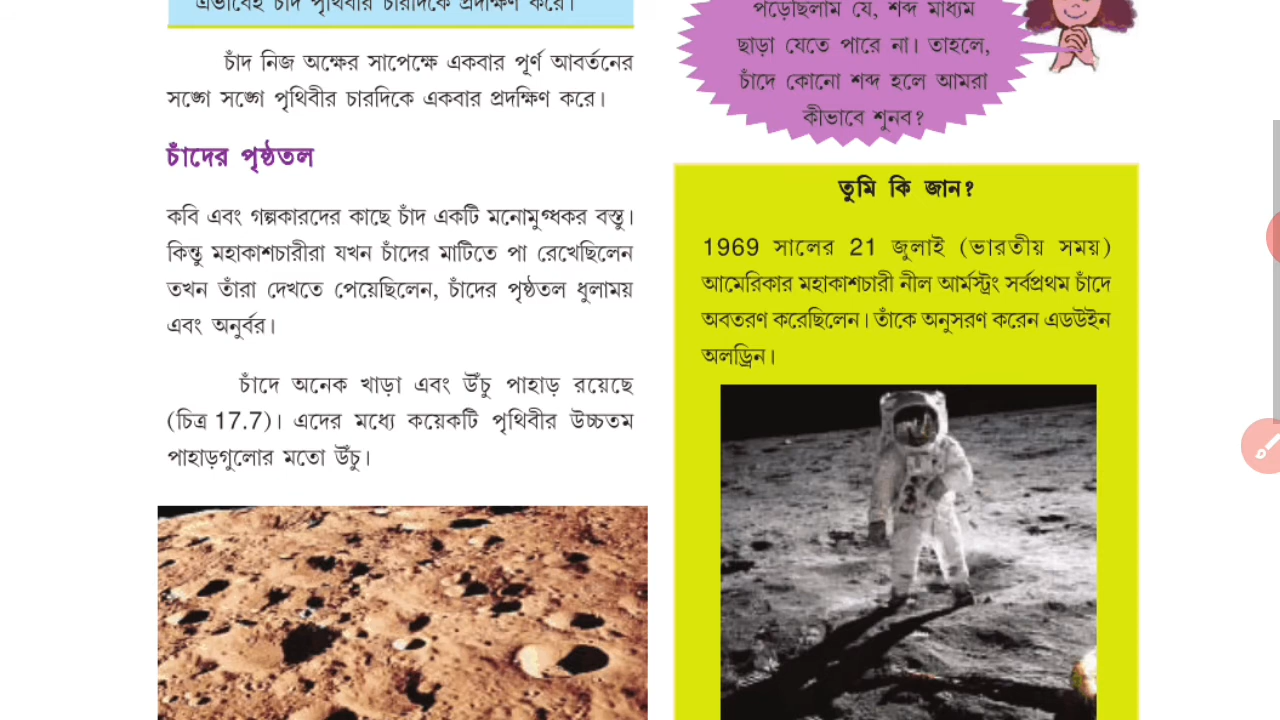 এভাবেই চাঁদ পৃথিবীর চারদিকে প্রদক্ষিণ করে।
চাঁদ নিজ অক্ষের সাপেক্ষে একবার পূর্ণ আবর্তনের
সঙ্গে সঙ্গে পৃথিবীর চারদিকে একবার প্রদক্ষিণ করে।
চাঁদের পৃষ্ঠতল
কবি এবং গল্পকারদের কাছে চাঁদ একটি মনোমুগ্ধকর বস্তু।
কিন্তু মহাকাশচারীরা যখন চাঁদের মাটিতে পা রেখেছিলেন
তখন তাঁরা দেখতে পেয়েছিলেন, চাঁদের পৃষ্ঠতল ধুলাময়
এবং অনুর্বর।
চাঁদে অনেক খাড়া এবং উঁচু পাহাড় রয়েছে
(চিত্র 17.7)। এদের মধ্যে কয়েকটি পৃথিবীর উচ্চতম
পাহাড়গুলোর মতো উঁচু।
পড়েছিলাম যে, শব্দ মাধ্যম
ছাড়া যেতে পারে না। তাহলে,
চাঁদে কোনো শব্দ হলে আমরা
কীভাবে শুনব?
তুমি কি জান?
1969 সালের 21 জুলাই (ভারতীয় সময়)
আমেরিকার মহাকাশচারী নীল আর্মস্ট্রং সর্বপ্রথম চাঁদে
অবতরণ করেছিলেন। তাঁকে অনুসরণ করেন এডউইন
অলড্রিন।